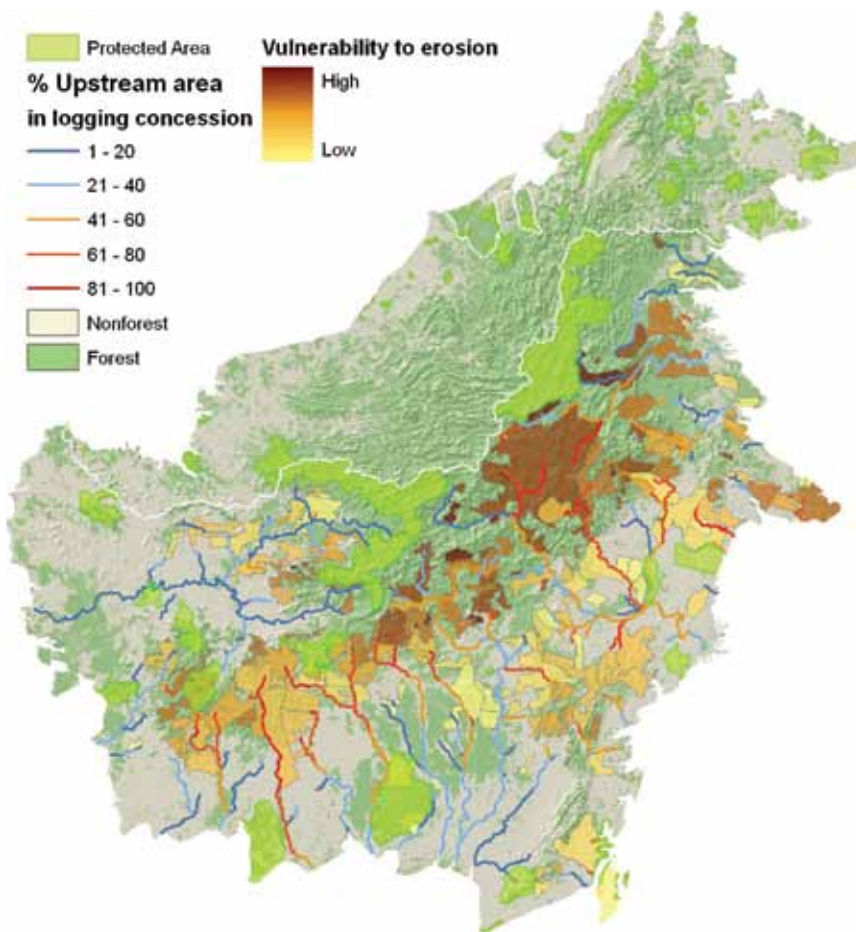 Protected Area
% Upstream area
in logging concession
1 - 20
21 - 40
41 - 60
61 - 80
81 - 100
Nonforest
Forest
Vulnerability to erosion
High
Low